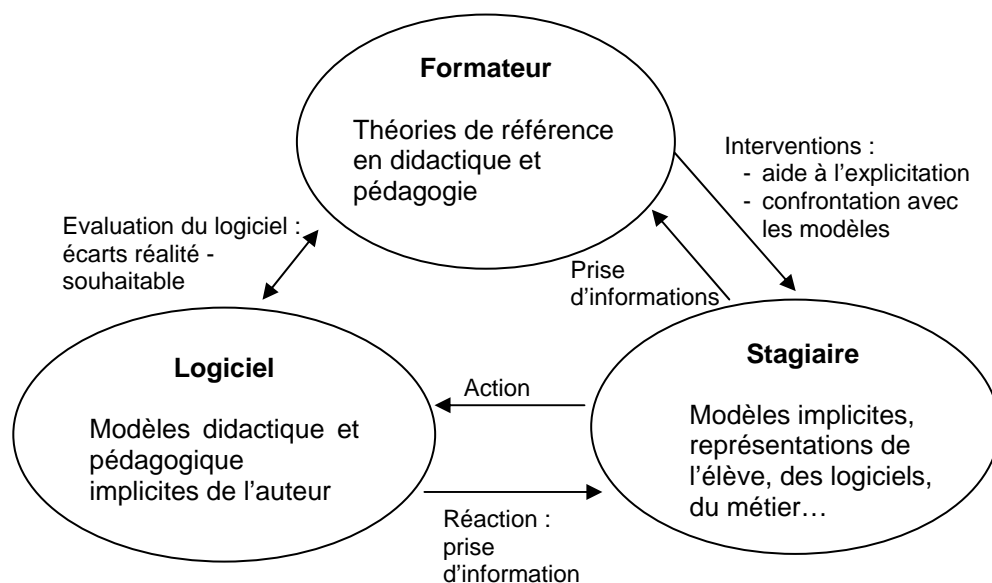 Formateur
Théories de référence
en didactique et
pédagogie
Interventions :
- aide à l’explicitation
- confrontation avec
les modèles
Evaluation du logiciel :
écarts réalité -
souhaitable
Prise
d’informations
Logiciel
Modèles didactique et
pédagogique
implicites de l’auteur
Action
Stagiaire
Modèles implicites,
représentations de
l’élève, des logiciels,
du métier…
Réaction :
prise
d’information